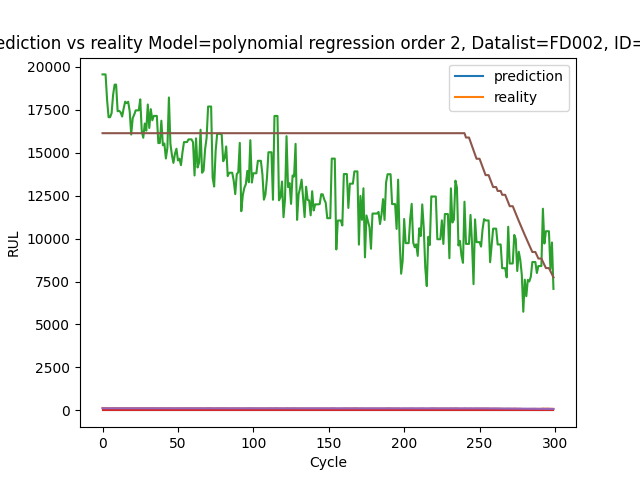 ediction vs reality Model=polynomial regression order 2, Datalist=FD002, ID=
20000
17500
15000
12500
10000
7500
5000
2500
0
RUL
prediction
reality
0 50 100 150 200 250 300
Cycle